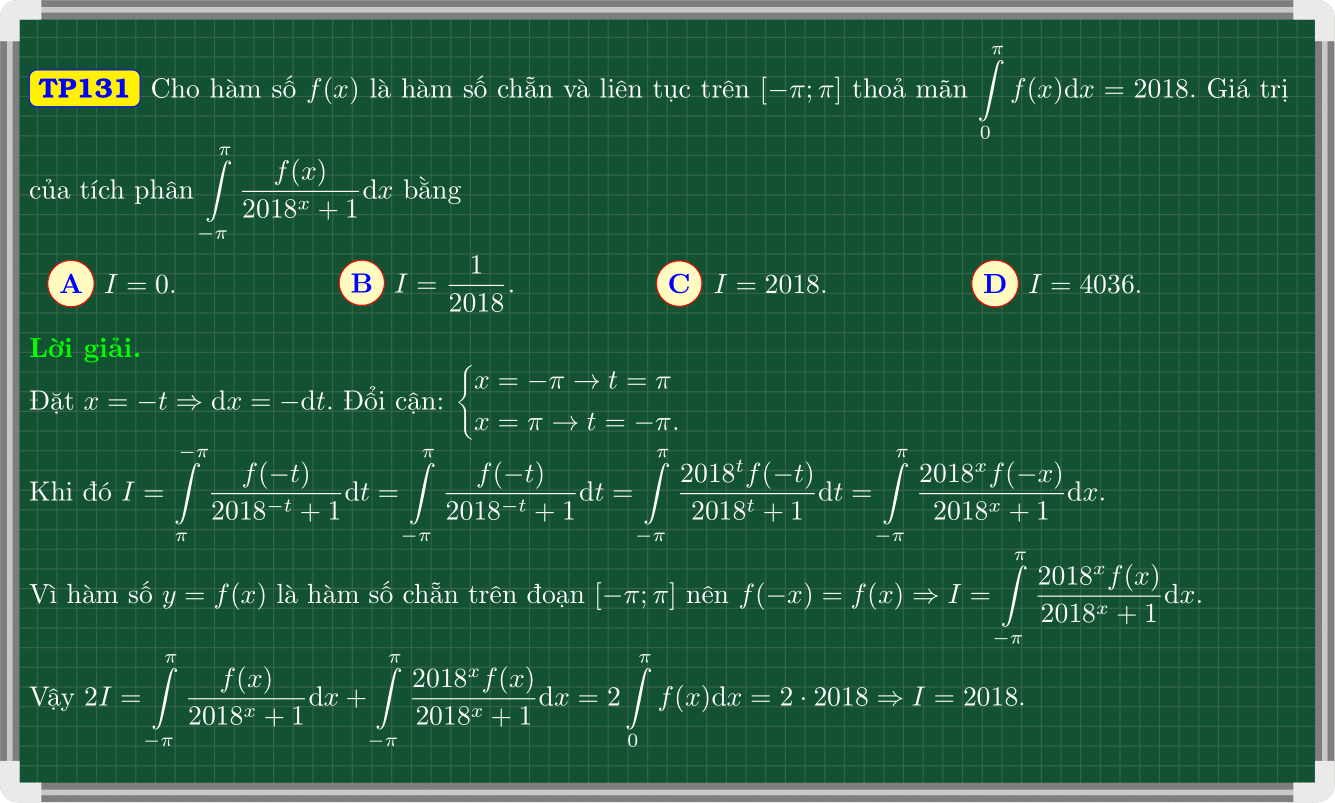 TP131 Cho hàm số $f(x)$ là hàm số chẵn và liên tục trên $[-\pi;\pi]$ thoả mãn $\int\limits_{0}^{\pi} f(x)\mathrm{d}x = 2018$. Giá trị
của tích phân $\int\limits_{-\pi}^{\pi} \frac{f(x)}{2018^x+1}\mathrm{d}x$ bằng
A $I = 0$. B $I = \frac{1}{2018}$. C $I = 2018$. D $I = 4036$.
Lời giải.
Đặt $x = -t \Rightarrow \mathrm{d}x = -\mathrm{d}t$. Đổi cận: $\begin{cases} x = -\pi \to t = \pi \\ x = \pi \to t = -\pi. \end{cases}$
Khi đó $I = \int\limits_{\pi}^{-\pi} \frac{f(-t)}{2018^{-t}+1}\mathrm{d}t = \int\limits_{-\pi}^{\pi} \frac{f(-t)}{2018^{-t}+1}\mathrm{d}t = \int\limits_{-\pi}^{\pi} \frac{2018^t f(-t)}{2018^t+1}\mathrm{d}t = \int\limits_{-\pi}^{\pi} \frac{2018^x f(-x)}{2018^x+1}\mathrm{d}x$.
Vì hàm số $y = f(x)$ là hàm số chẵn trên đoạn $[-\pi;\pi]$ nên $f(-x) = f(x) \Rightarrow I = \int\limits_{-\pi}^{\pi} \frac{2018^x f(x)}{2018^x+1}\mathrm{d}x$.
Vậy $2I = \int\limits_{-\pi}^{\pi} \frac{f(x)}{2018^x+1}\mathrm{d}x + \int\limits_{-\pi}^{\pi} \frac{2018^x f(x)}{2018^x+1}\mathrm{d}x = 2\int\limits_{0}^{\pi} f(x)\mathrm{d}x = 2 \cdot 2018 \Rightarrow I = 2018$.